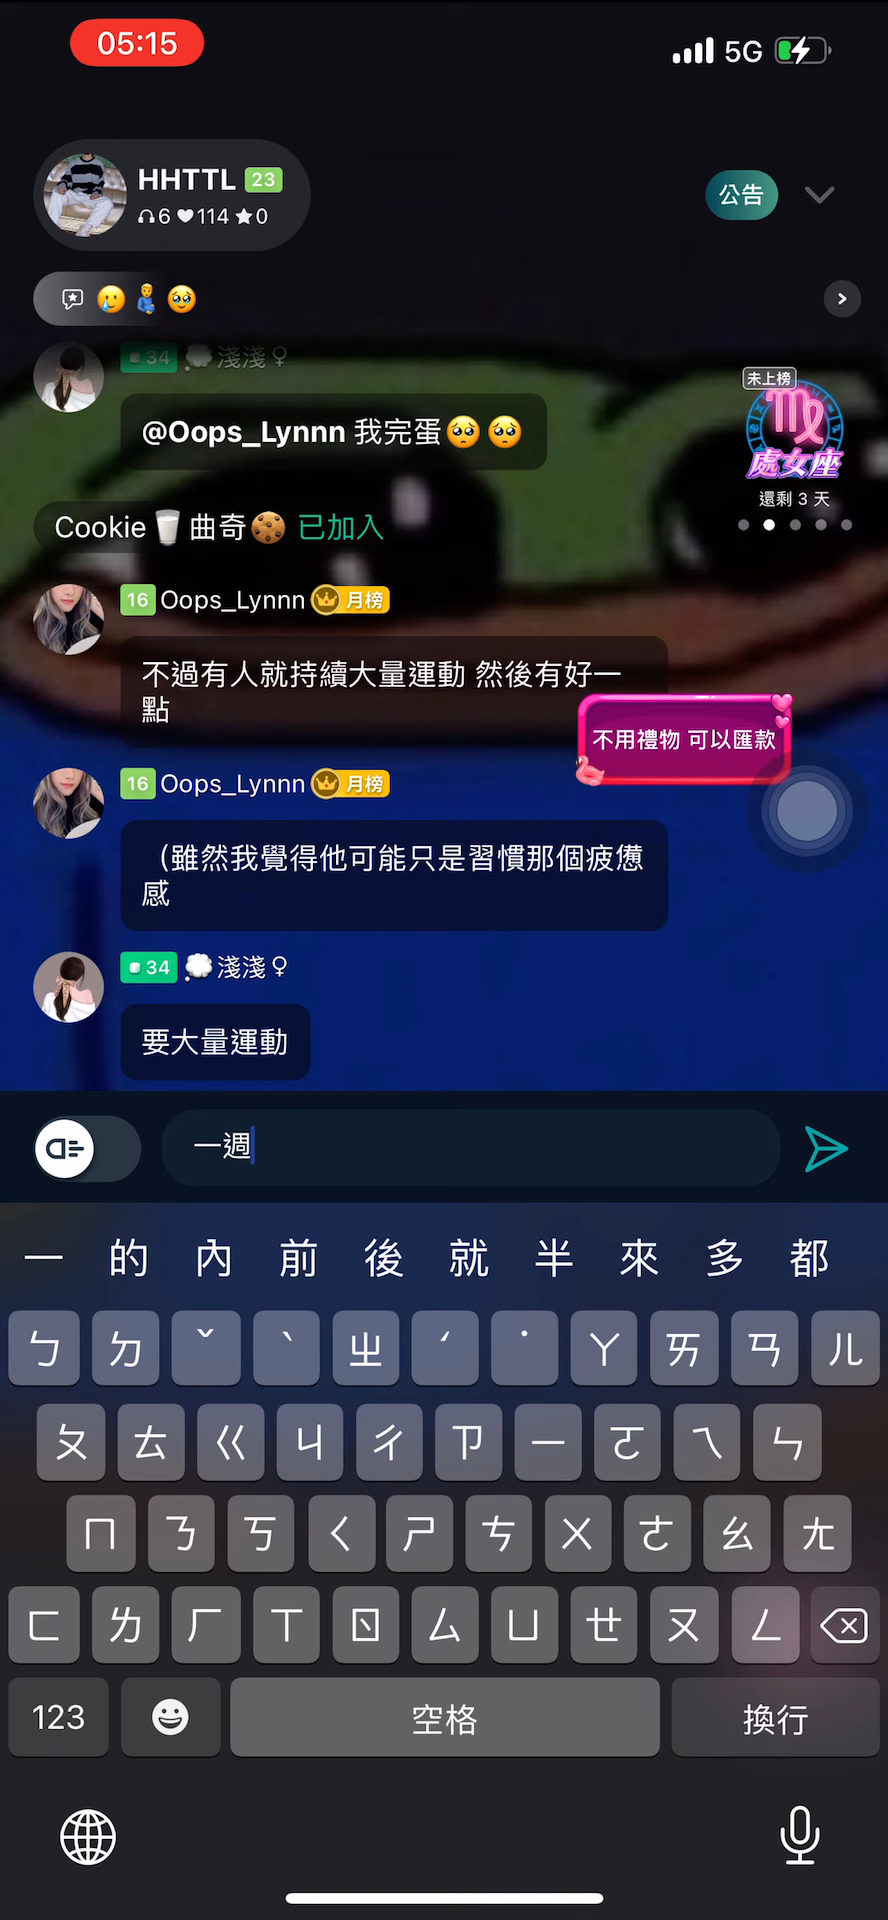 05:15
5G
HHTTL 23
6 114 0
公告
34 淺淺♀
@Oops_Lynnn 我完蛋🥺🥺
未上榜
處女座
還剩 3 天
Cookie🥛曲奇🍪 已加入
16 Oops_Lynnn 月榜
不過有人就持續大量運動 然後有好一
點
不用禮物 可以匯款
16 Oops_Lynnn 月榜
（雖然我覺得他可能只是習慣那個疲憊
感
34 淺淺♀
要大量運動
一週
一 的 內 前 後 就 半 來 多 都
ㄅ ㄉ ˇ ˋ ㄓ ˊ ˙ ㄚ ㄞ ㄢ ㄦ
ㄆ ㄊ ㄍ ㄐ ㄔ ㄗ ㄧ ㄛ ㄟ ㄣ
ㄇ ㄋ ㄎ ㄑ ㄕ ㄘ ㄨ ㄜ ㄠ ㄤ
ㄈ ㄌ ㄏ ㄒ ㄖ ㄙ ㄩ ㄝ ㄡ ㄥ
123 空格 換行